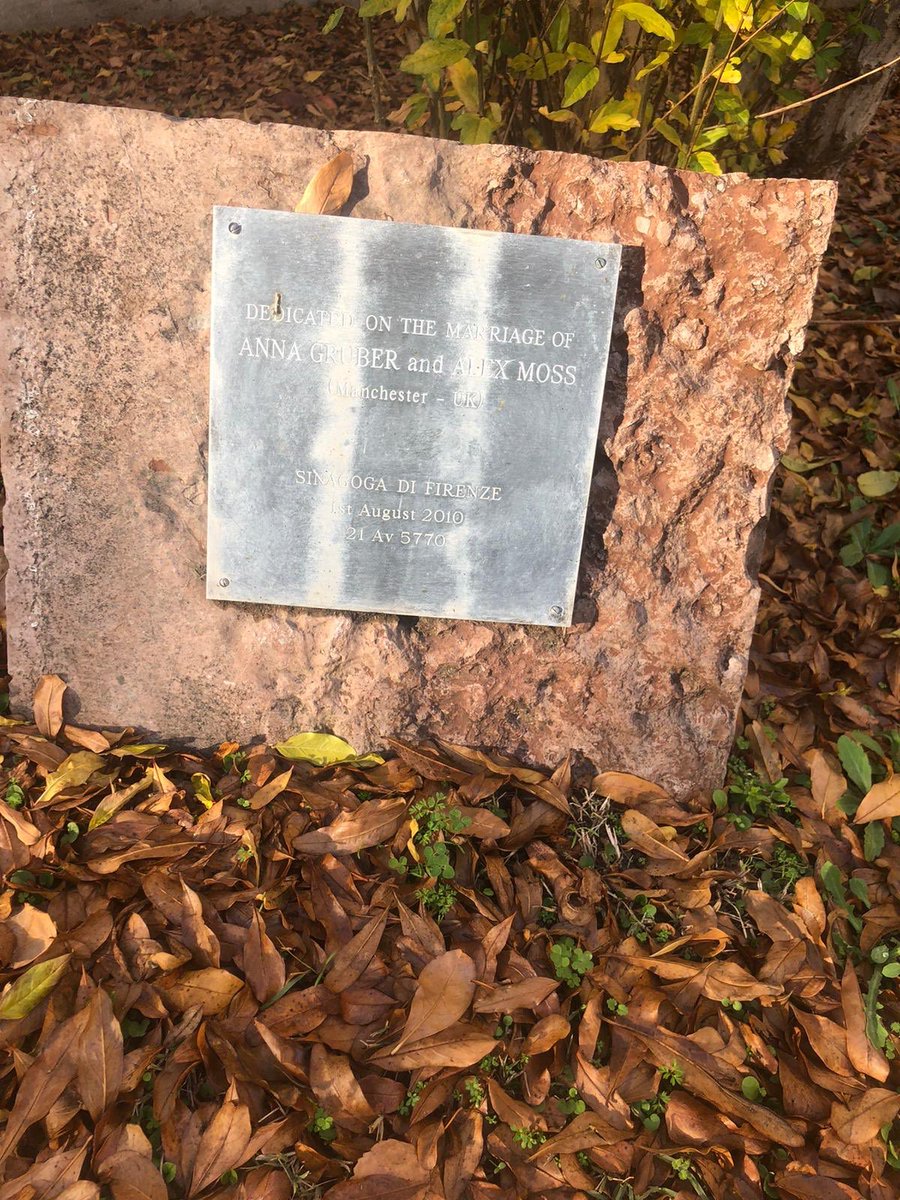 DEDICATED ON THE MARRIAGE OF
ANNA GRUBER and ALEX MOSS
(Manchester - UK)
SINAGOGA DI FIRENZE
1st August 2010
21 Av 5770